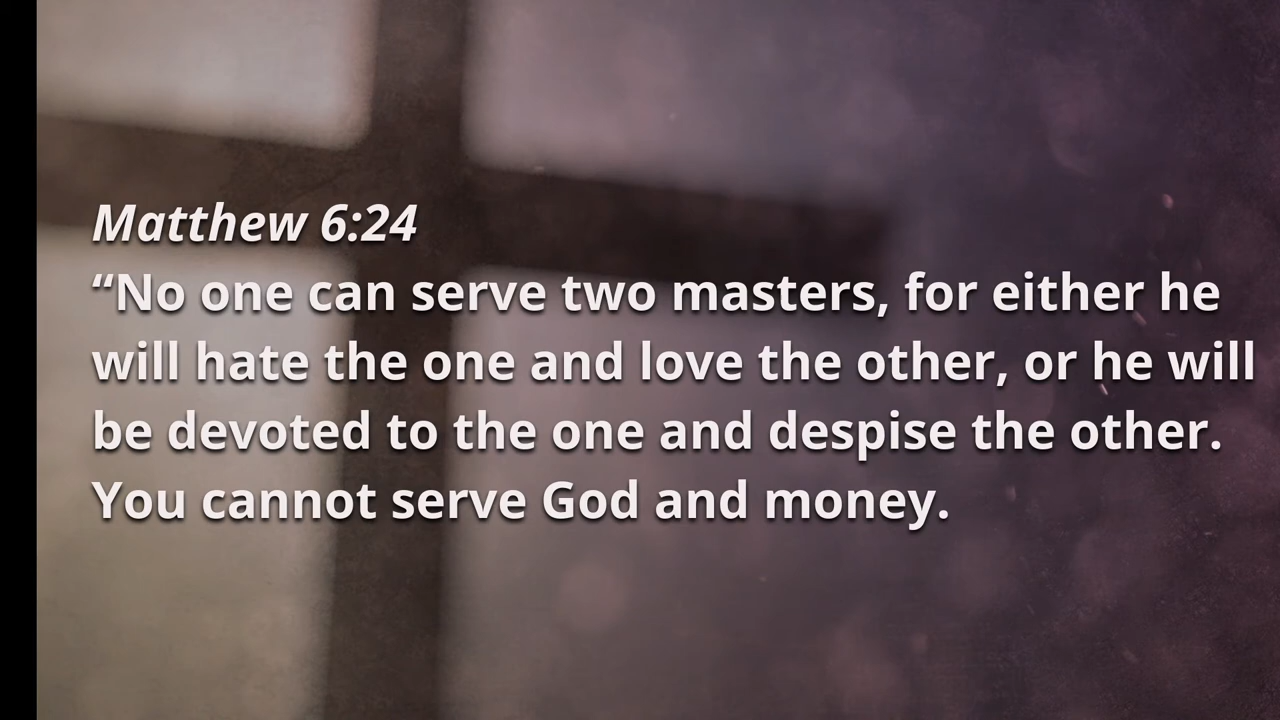 Matthew 6:24
“No one can serve two masters, for either he
will hate the one and love the other, or he will
be devoted to the one and despise the other.
You cannot serve God and money.